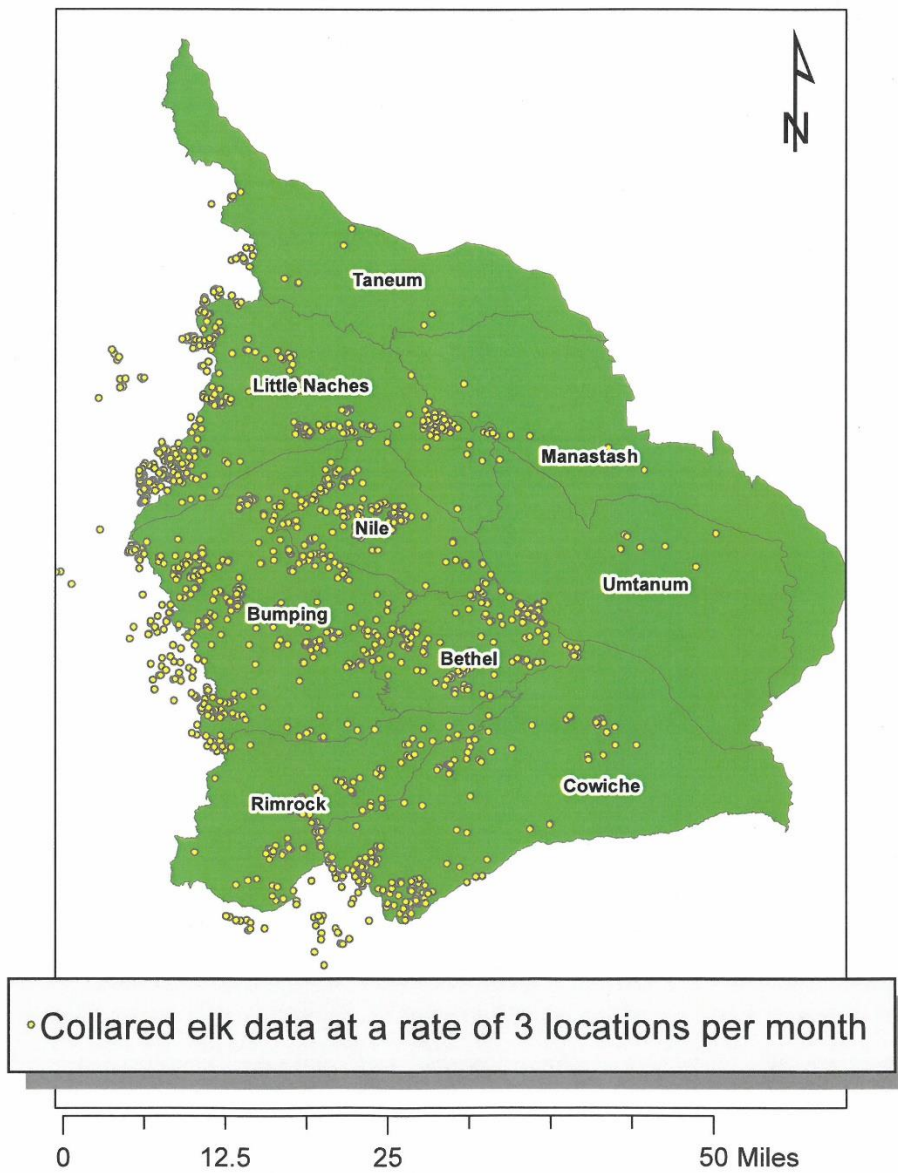 N
Taneum
Little Naches
Manastash
Nile
Umtanum
Bumping
Bethel
Cowiche
Rimrock
Collared elk data at a rate of 3 locations per month
0 12.5 25 50 Miles